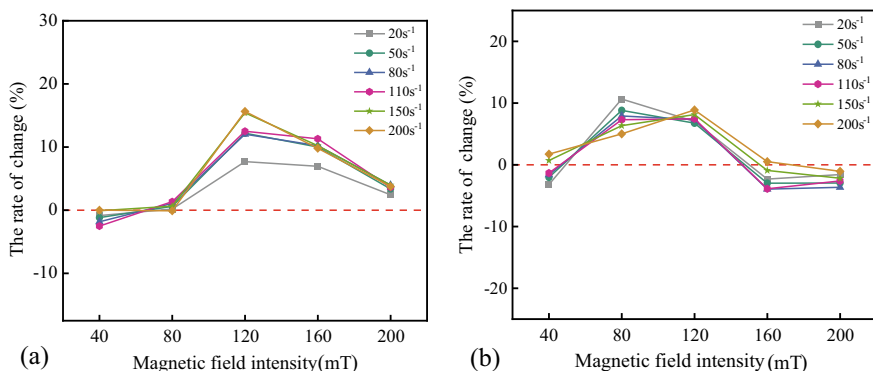 The rate of change (%)
30
20
10
0
-10
40
80
120
160
200
Magnetic field intensity(mT)
20s⁻¹
50s⁻¹
80s⁻¹
110s⁻¹
150s⁻¹
200s⁻¹
(a)
The rate of change (%)
20
10
0
-10
-20
40
80
120
160
200
Magnetic field intensity(mT)
20s⁻¹
50s⁻¹
80s⁻¹
110s⁻¹
150s⁻¹
200s⁻¹
(b)